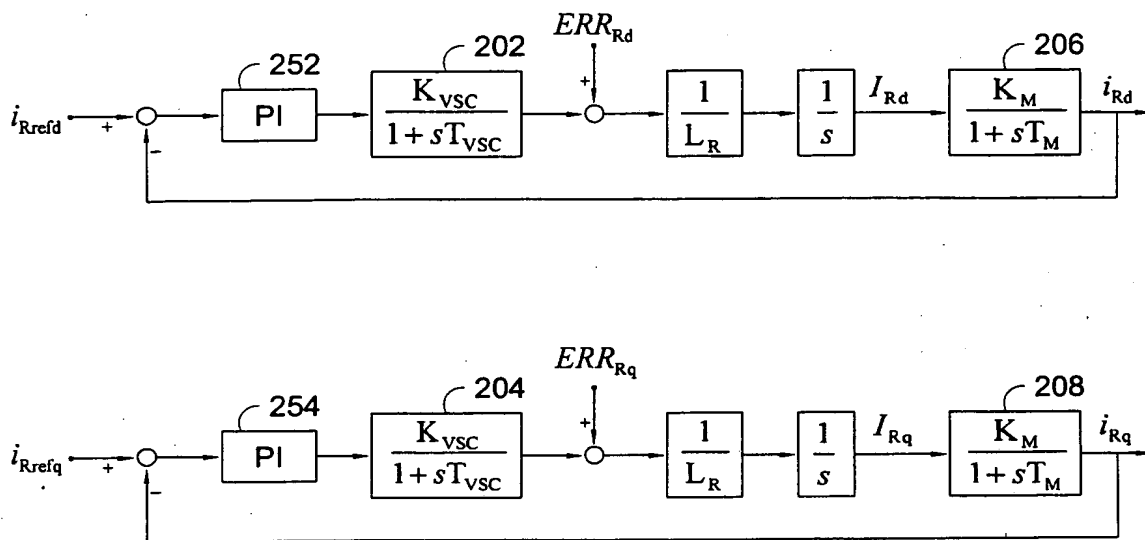 ERR_Rd
252
202
206
i_Rrefd
+
−
PI
K_VSC
1 + sT_VSC
+
1
L_R
1
s
I_Rd
K_M
1 + sT_M
i_Rd
ERR_Rq
254
204
208
i_Rrefq
+
−
PI
K_VSC
1 + sT_VSC
+
1
L_R
1
s
I_Rq
K_M
1 + sT_M
i_Rq